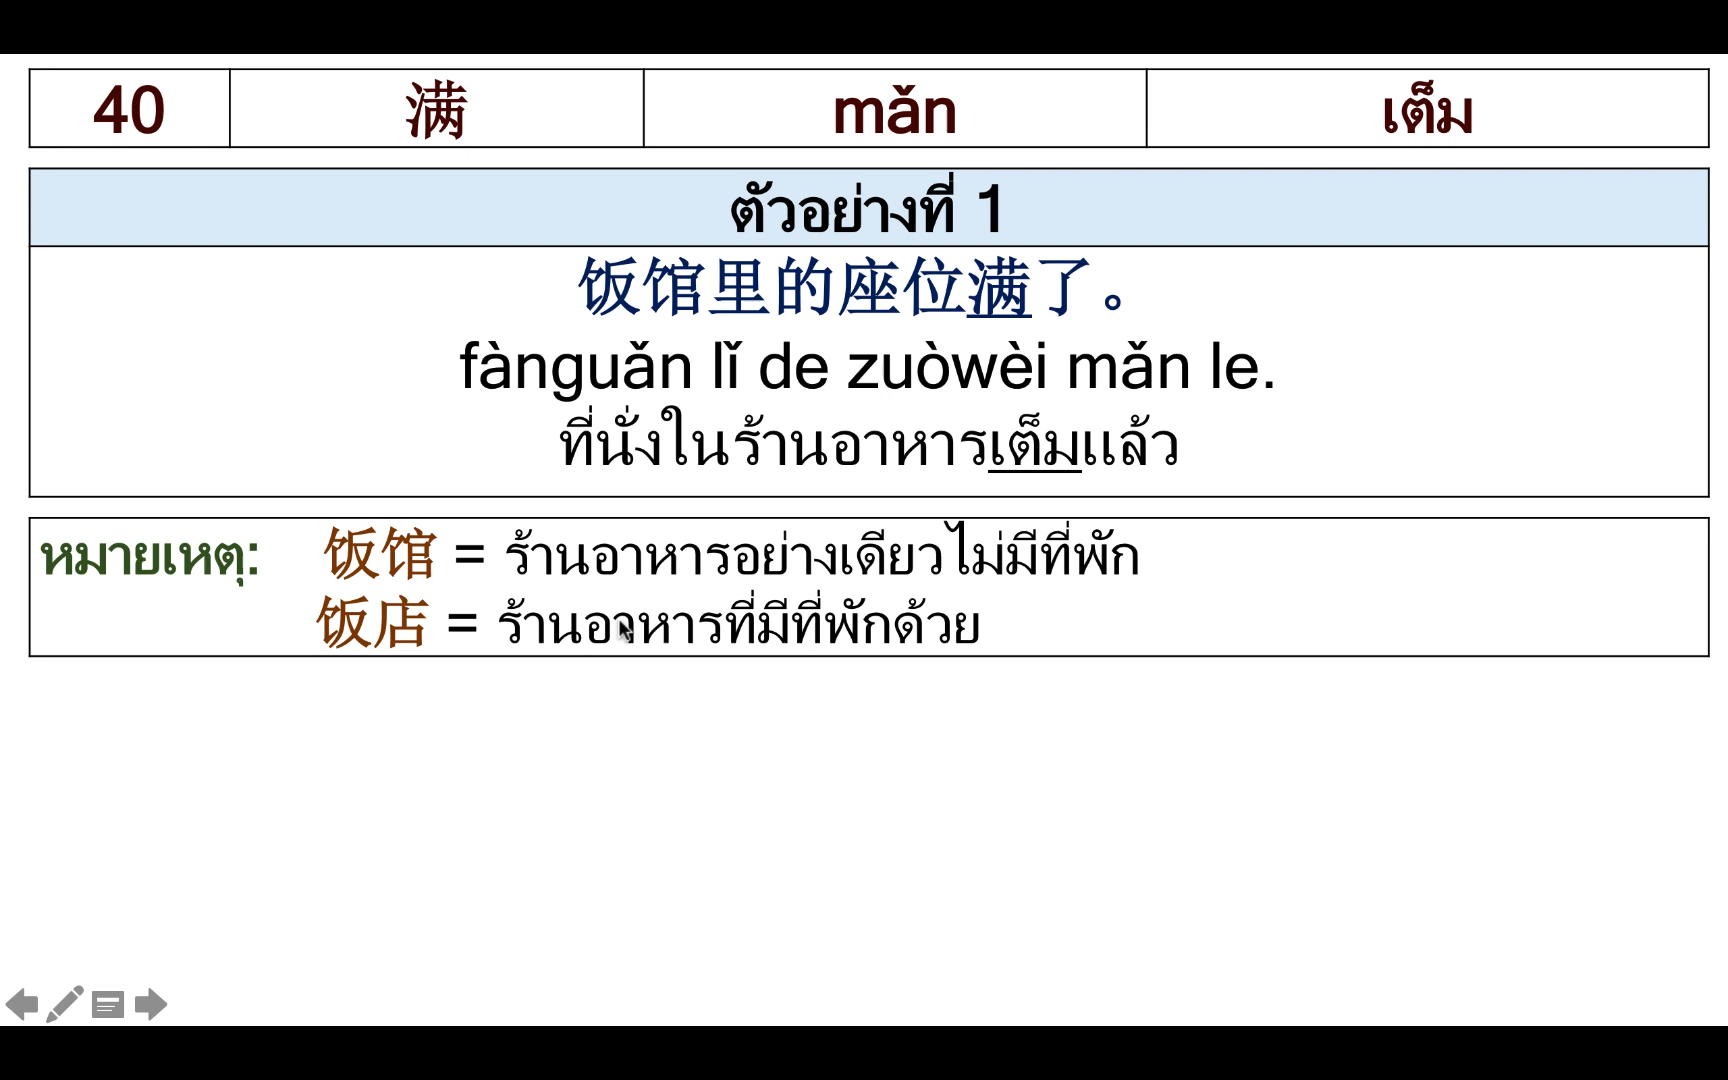 40 满 mǎn เต็ม
ตัวอย่างที่ 1
饭馆里的座位满了。
fànguǎn lǐ de zuòwèi mǎn le.
ที่นั่งในร้านอาหารเต็มแล้ว
หมายเหตุ: 饭馆 = ร้านอาหารอย่างเดียวไม่มีที่พัก
饭店 = ร้านอาหารที่มีที่พักด้วย